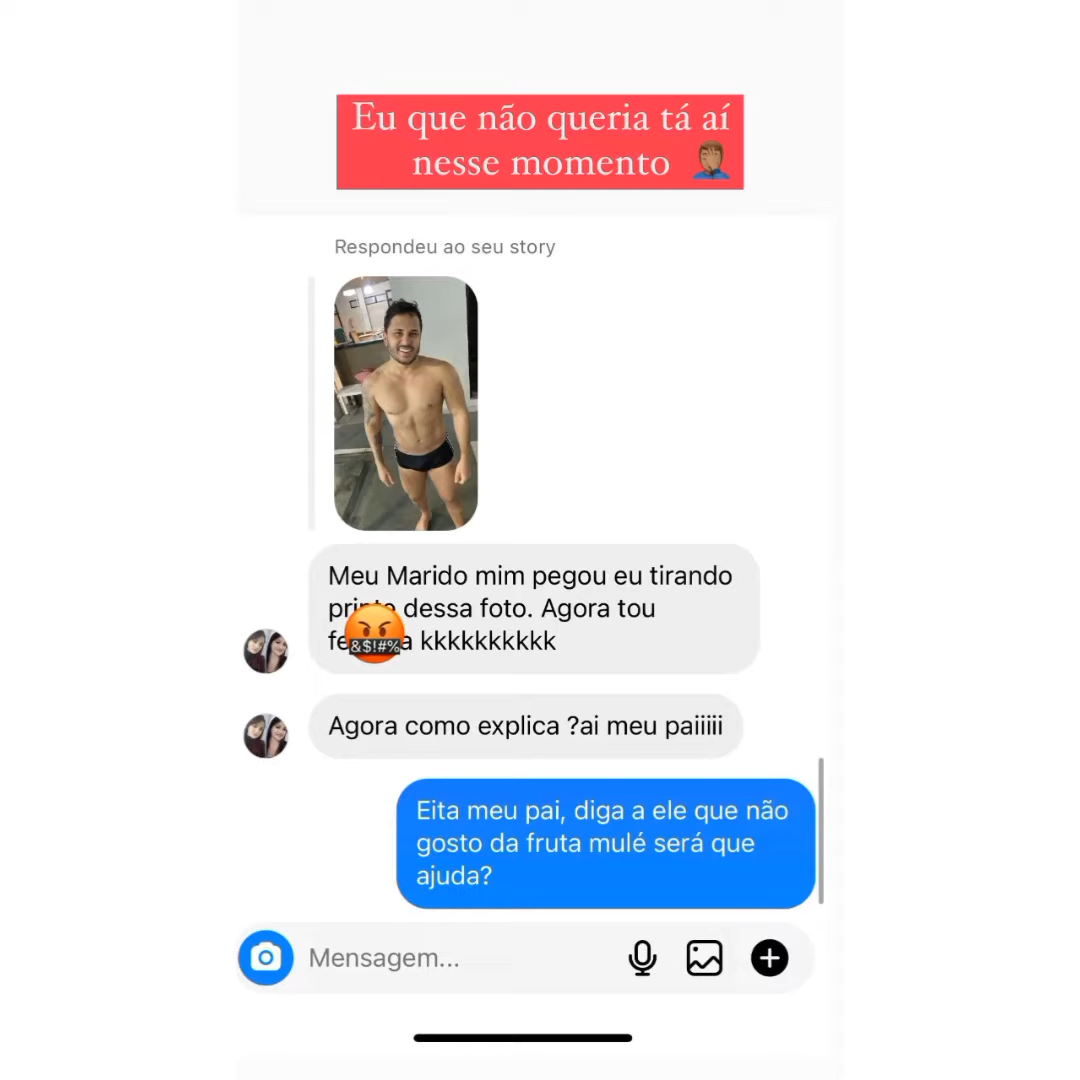 Eu que não queria tá aí
nesse momento
Respondeu ao seu story
Meu Marido mim pegou eu tirando
dessa foto. Agora tou
kkkkkkkkkk
Agora como explica ?ai meu paiiiii
Eita meu pai, diga a ele que não
gosto da fruta mulé será que
ajuda?
Mensagem...